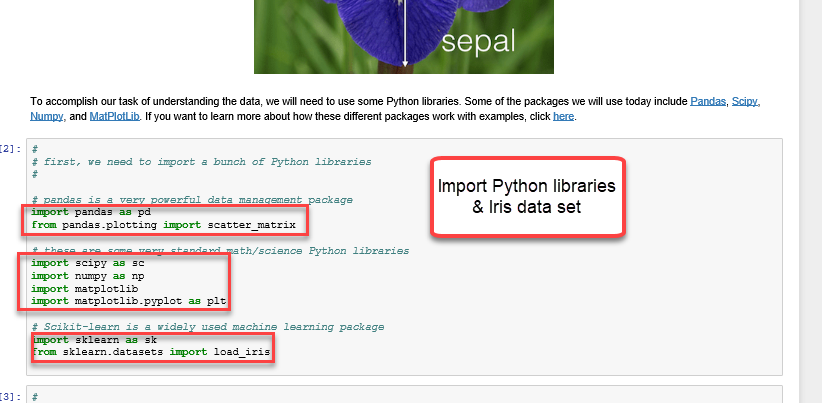 sepal
To accomplish our task of understanding the data, we will need to use some Python libraries. Some of the packages we will use today include Pandas, Scipy,
Numpy, and MatPlotLib. If you want to learn more about how these different packages work with examples, click here.
[2]: #
# first, we need to import a bunch of Python libraries
#
# pandas is a very powerful data management package
import pandas as pd
from pandas.plotting import scatter_matrix
# these are some very standard math/science Python libraries
import scipy as sc
import numpy as np
import matplotlib
import matplotlib.pyplot as plt
# Scikit-learn is a widely used machine learning package
import sklearn as sk
from sklearn.datasets import load_iris
Import Python libraries
& Iris data set
[3]: #